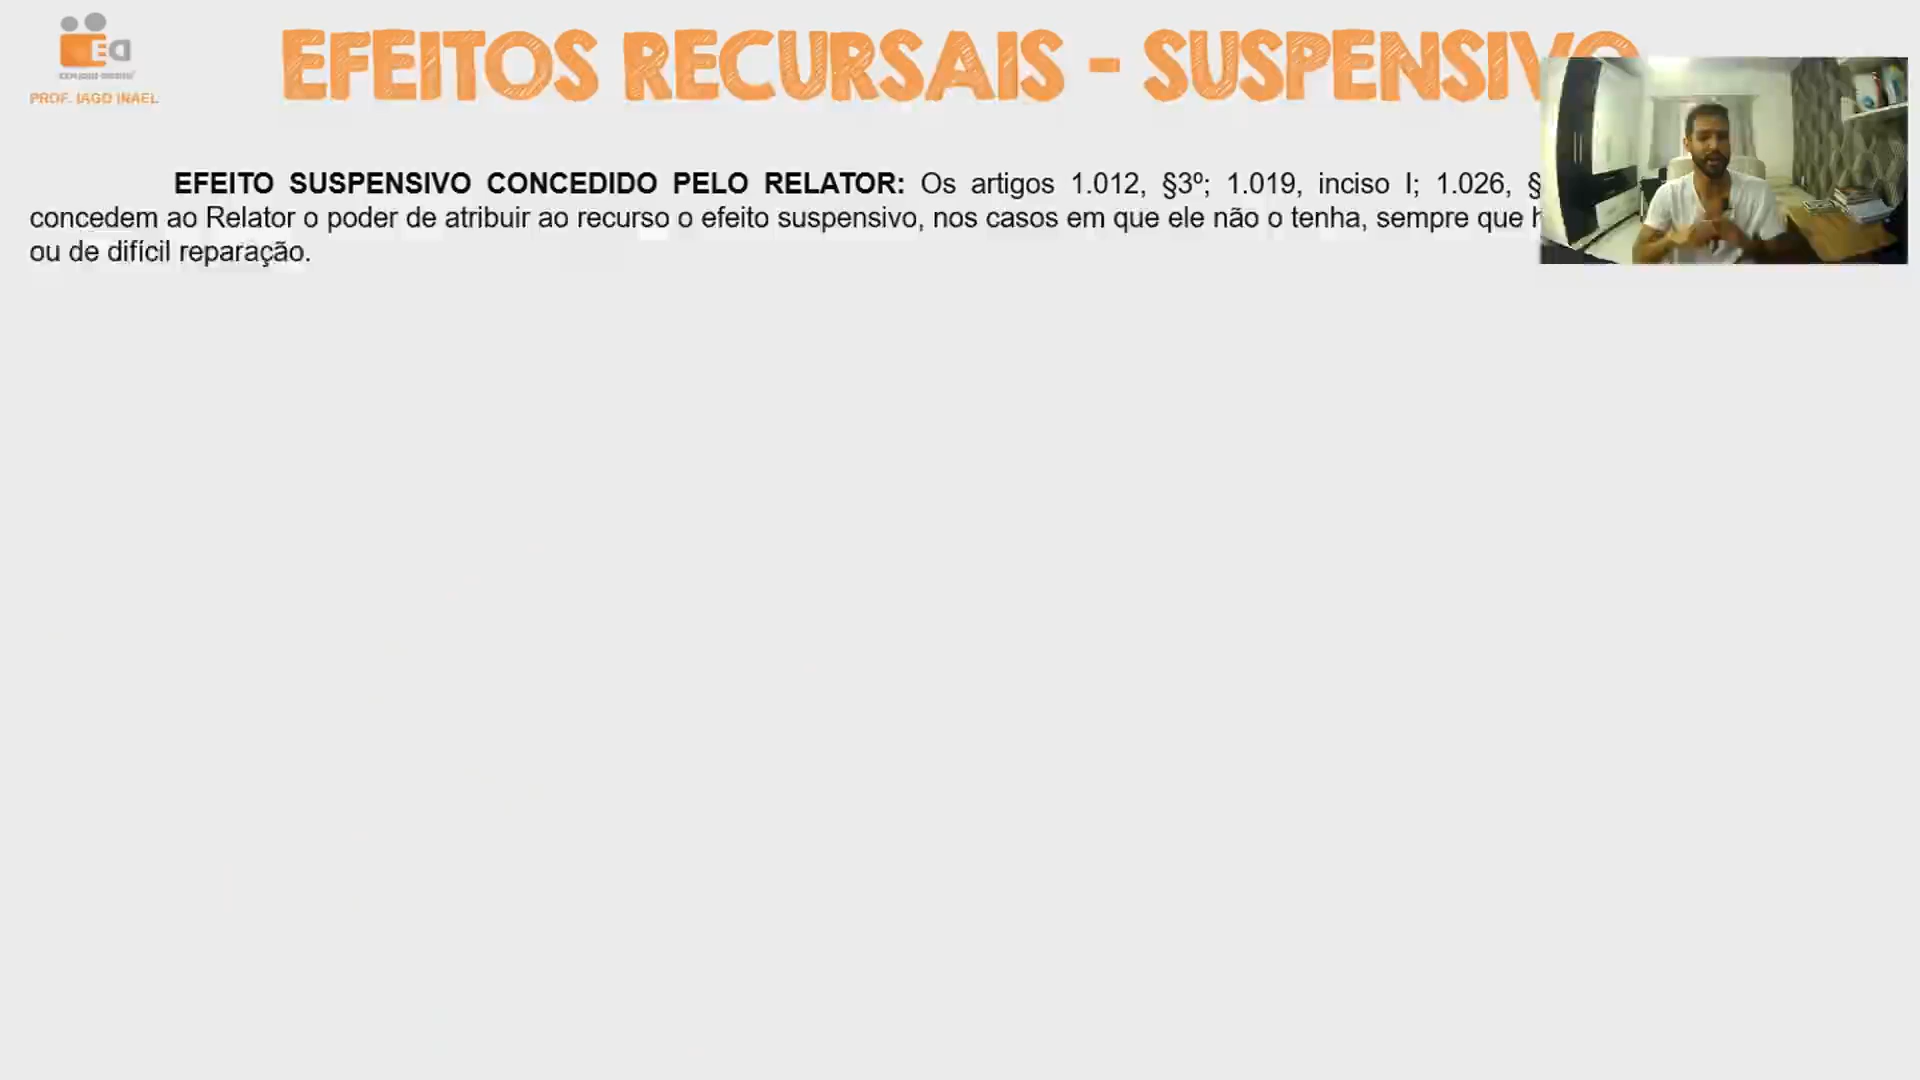 EFEITOS RECURSAIS - SUSPENSIVO
PROF. IAGO INAEL
EFEITO SUSPENSIVO CONCEDIDO PELO RELATOR: Os artigos 1.012, §3º; 1.019, inciso I; 1.026, §
concedem ao Relator o poder de atribuir ao recurso o efeito suspensivo, nos casos em que ele não o tenha, sempre que h
ou de difícil reparação.